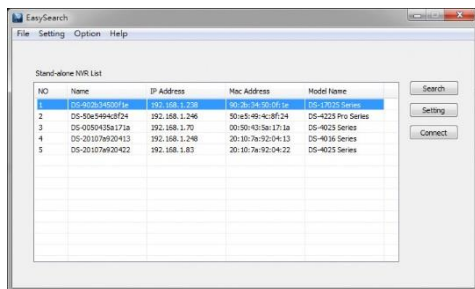 EasySearch
File Setting Option Help
Stand-alone NVR List
NO Name IP Address Mac Address Model Name
1 DS-902b34500f1e 192.168.1.238 90:2b:34:50:0f:1e DS-17025 Series
2 DS-50e5494c8f24 192.168.1.246 50:e5:49:4c:8f:24 DS-4225 Pro Series
3 DS-0050435a171a 192.168.1.70 00:50:43:5a:17:1a DS-4025 Series
4 DS-20107a920413 192.168.1.248 20:10:7a:92:04:13 DS-4016 Series
5 DS-20107a920422 192.168.1.83 20:10:7a:92:04:22 DS-4025 Series
Search
Setting
Connect